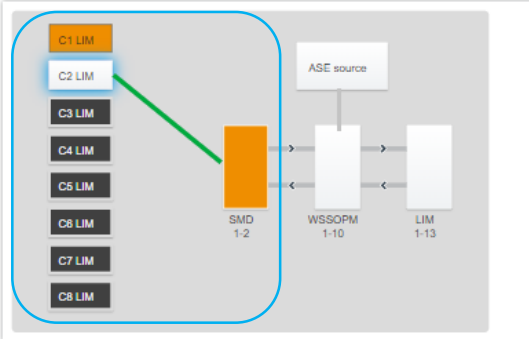 C1 LIM
C2 LIM
C3 LIM
C4 LIM
C5 LIM
C6 LIM
C7 LIM
C8 LIM
ASE source
SMD
1-2
WSSOPM
1-10
LIM
1-13